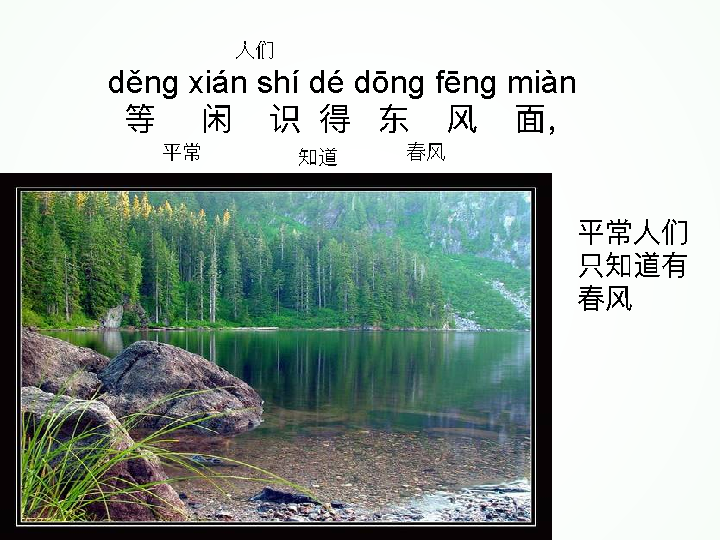 人们
děng xián shí dé dōng fēng miàn
等 闲 识 得 东 风 面，
平常 知道 春风
平常人们
只知道有
春风